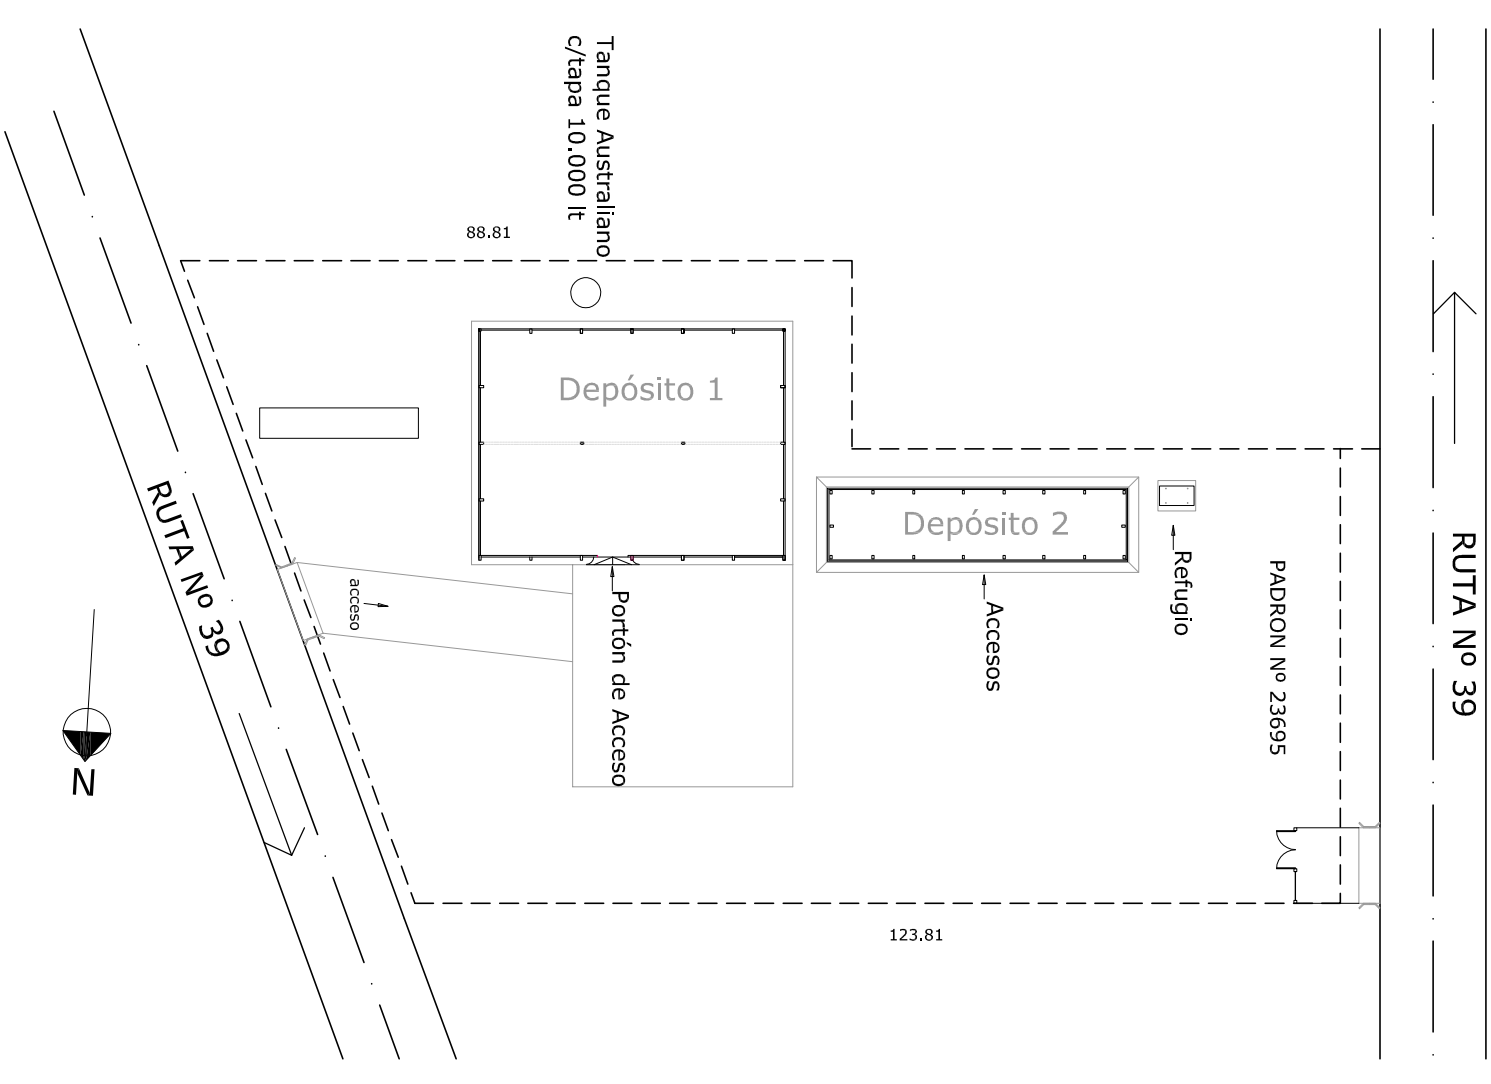 Tanque Australiano
c/tapa 10.000 lt
88.81
Depósito 1
Depósito 2
Refugio
Accesos
PADRON Nº 23695
RUTA Nº 39
RUTA Nº 39
acceso
Portón de Acceso
N
123.81